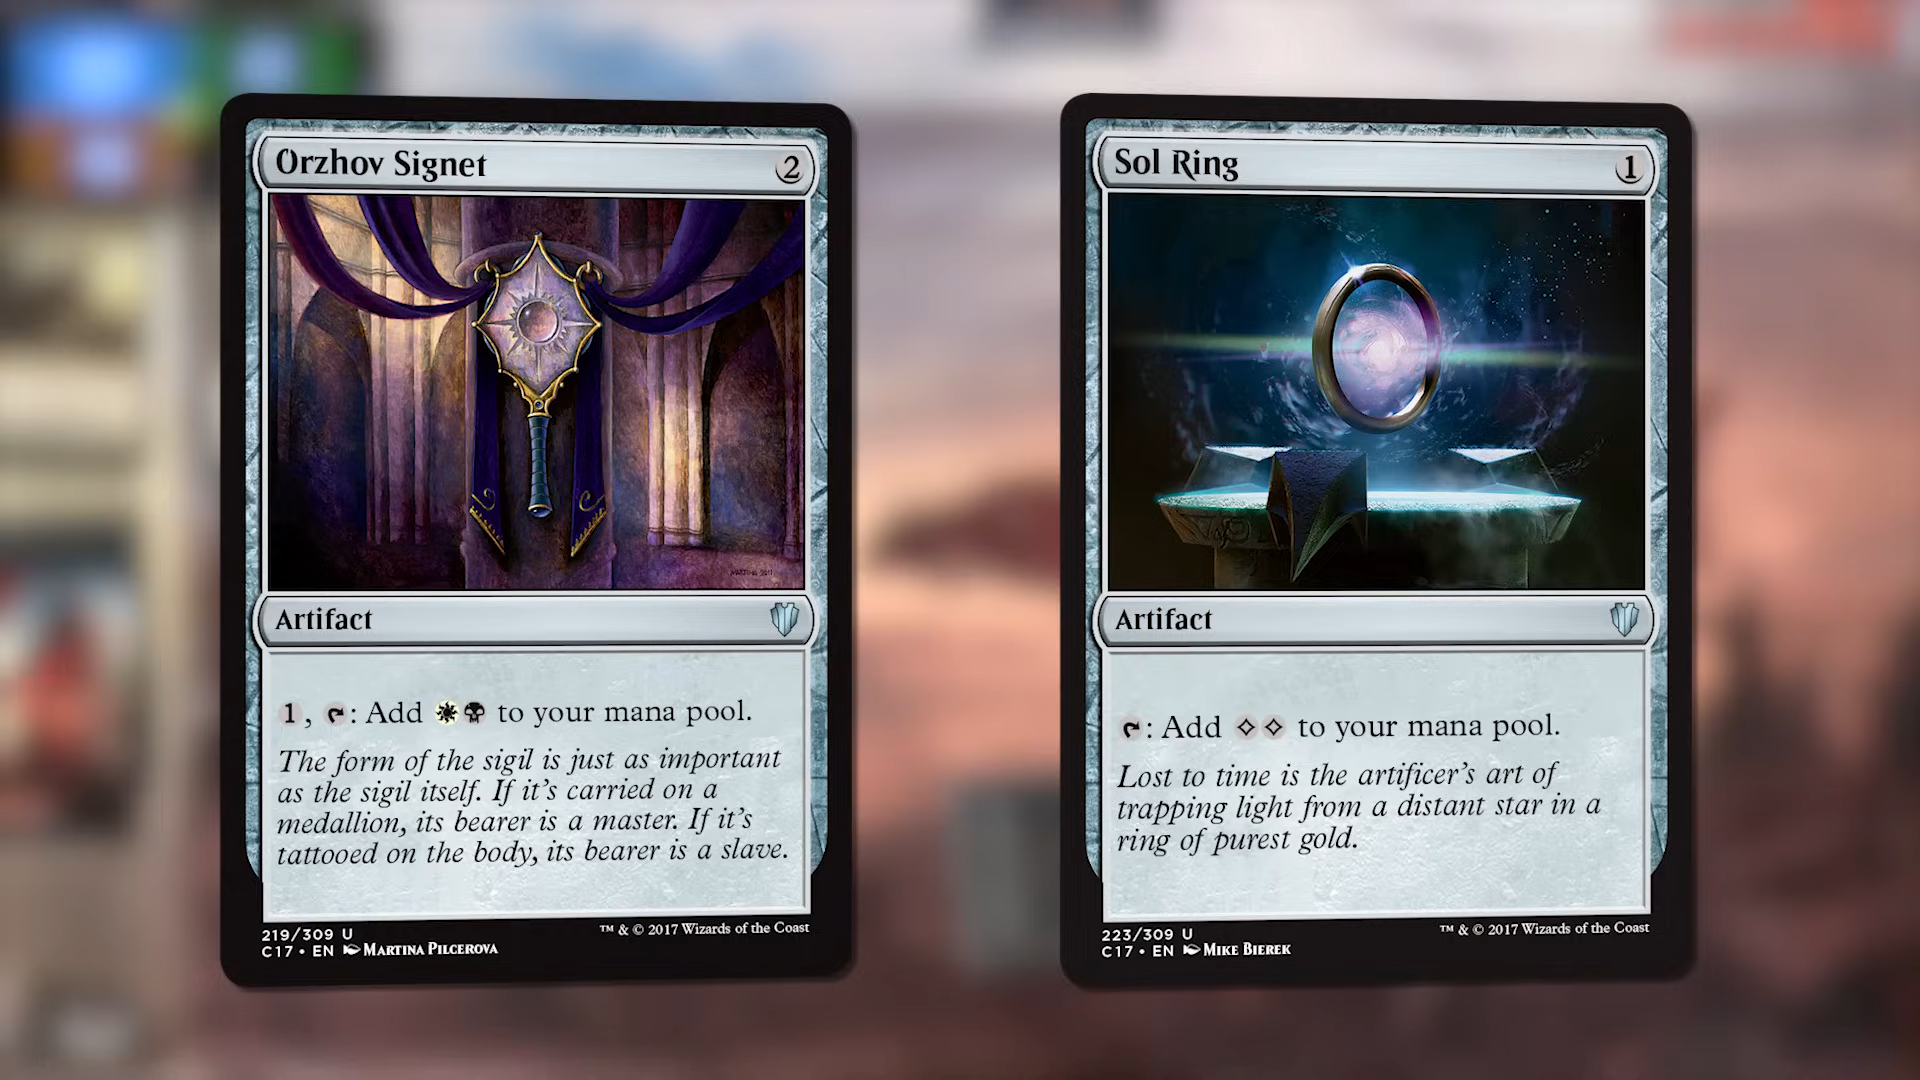 Orzhov Signet 2
Artifact
1, : Add to your mana pool.
The form of the sigil is just as important
as the sigil itself. If it's carried on a
medallion, its bearer is a master. If it's
tattooed on the body, its bearer is a slave.
219/309 U
C17 • EN MARTINA PILCEROVA
™ & © 2017 Wizards of the Coast
Sol Ring 1
Artifact
: Add to your mana pool.
Lost to time is the artificer's art of
trapping light from a distant star in a
ring of purest gold.
223/309 U
C17 • EN MIKE BIEREK
™ & © 2017 Wizards of the Coast